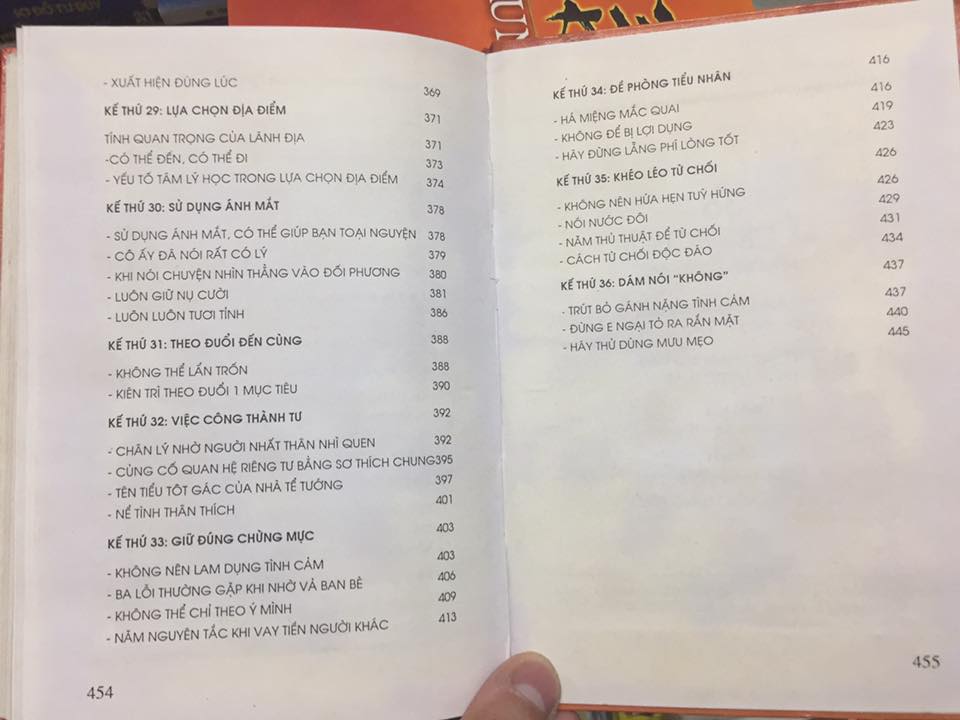 - XUẤT HIỆN ĐÚNG LÚC 369
KẾ THỨ 29: LỰA CHỌN ĐỊA ĐIỂM 371
TÍNH QUAN TRỌNG CỦA LÃNH ĐỊA 371
-CÓ THỂ ĐẾN, CÓ THỂ ĐI 373
- YẾU TỐ TÂM LÝ HỌC TRONG LỰA CHỌN ĐỊA ĐIỂM 374
KẾ THỨ 30: SỬ DỤNG ÁNH MẮT 378
- SỬ DỤNG ÁNH MẮT, CÓ THỂ GIÚP BẠN TOẠI NGUYỆN 378
- CÔ ẤY ĐÃ NÓI RẤT CÓ LÝ 379
- KHI NÓI CHUYỆN NHÌN THẲNG VÀO ĐỐI PHƯƠNG 380
- LUÔN GIỮ NỤ CƯỜI 381
- LUÔN LUÔN TƯƠI TỈNH 386
KẾ THỨ 31: THEO ĐUỔI ĐẾN CÙNG 388
- KHÔNG THỂ LẨN TRỐN 388
- KIÊN TRÌ THEO ĐUỔI 1 MỤC TIÊU 390
KẾ THỨ 32: VIỆC CÔNG THÀNH TƯ 392
- CHÂN LÝ NHỜ NGƯỜI NHẤT THÂN NHÌ QUEN 392
- CỦNG CỐ QUAN HỆ RIÊNG TƯ BẰNG SỞ THÍCH CHUNG395
- TÊN TIỂU TỐT GÁC CỦA NHÀ TỂ TƯỚNG 397
- NỂ TÌNH THÂN THÍCH 401
KẾ THỨ 33: GIỮ ĐÚNG CHỪNG MỰC 403
- KHÔNG NÊN LAM DỤNG TÌNH CẢM 403
- BA LỖI THƯỜNG GẶP KHI NHỜ VẢ BẠN BÈ 406
- KHÔNG THỂ CHỈ THEO Ý MÌNH 409
- NĂM NGUYÊN TẮC KHI VAY TIỀN NGƯỜI KHÁC 413
454
KẾ THỨ 34: ĐỀ PHÒNG TIỂU NHÂN 416
- HÁ MIỆNG MẮC QUAI 416
- KHÔNG ĐỂ BỊ LỢI DỤNG 419
- HÃY ĐỪNG LÃNG PHÍ LÒNG TỐT 423
KẾ THỨ 35: KHÉO LÉO TỪ CHỐI 426
- KHÔNG NÊN HỨA HẸN TUỲ HỨNG 426
- NÓI NƯỚC ĐÔI 429
- NĂM THỦ THUẬT ĐỂ TỪ CHỐI 431
- CÁCH TỪ CHỐI ĐỘC ĐÁO 434
KẾ THỨ 36: DÁM NÓI "KHÔNG" 437
- TRÚT BỎ GÁNH NẶNG TÌNH CẢM 437
- ĐỪNG E NGẠI TỎ RA RẮN MẶT 440
- HÃY THỬ DÙNG MƯU MẸO 445
455